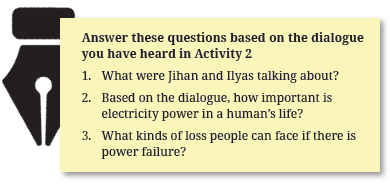 Answer these questions based on the dialogue
you have heard in Activity 2
1. What were Jihan and Ilyas talking about?
2. Based on the dialogue, how important is
electricity power in a human's life?
3. What kinds of loss people can face if there is
power failure?